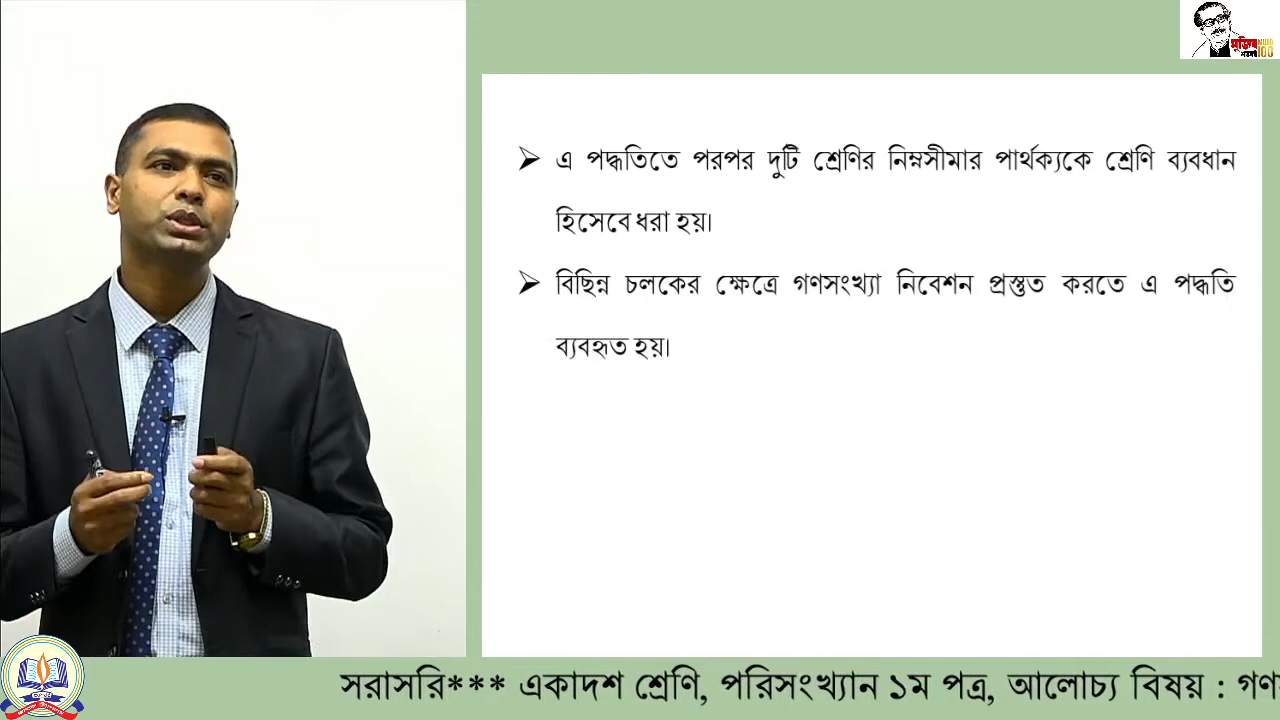 এ পদ্ধতিতে পরপর দুটি শ্রেণির নিম্নসীমার পার্থক্যকে শ্রেণি ব্যবধান
হিসেবে ধরা হয়।
বিছিন্ন চলকের ক্ষেত্রে গণসংখ্যা নিবেশন প্রস্তুত করতে এ পদ্ধতি
ব্যবহৃত হয়।
সরাসরি*** একাদশ শ্রেণি, পরিসংখ্যান ১ম পত্র, আলোচ্য বিষয় : গণ